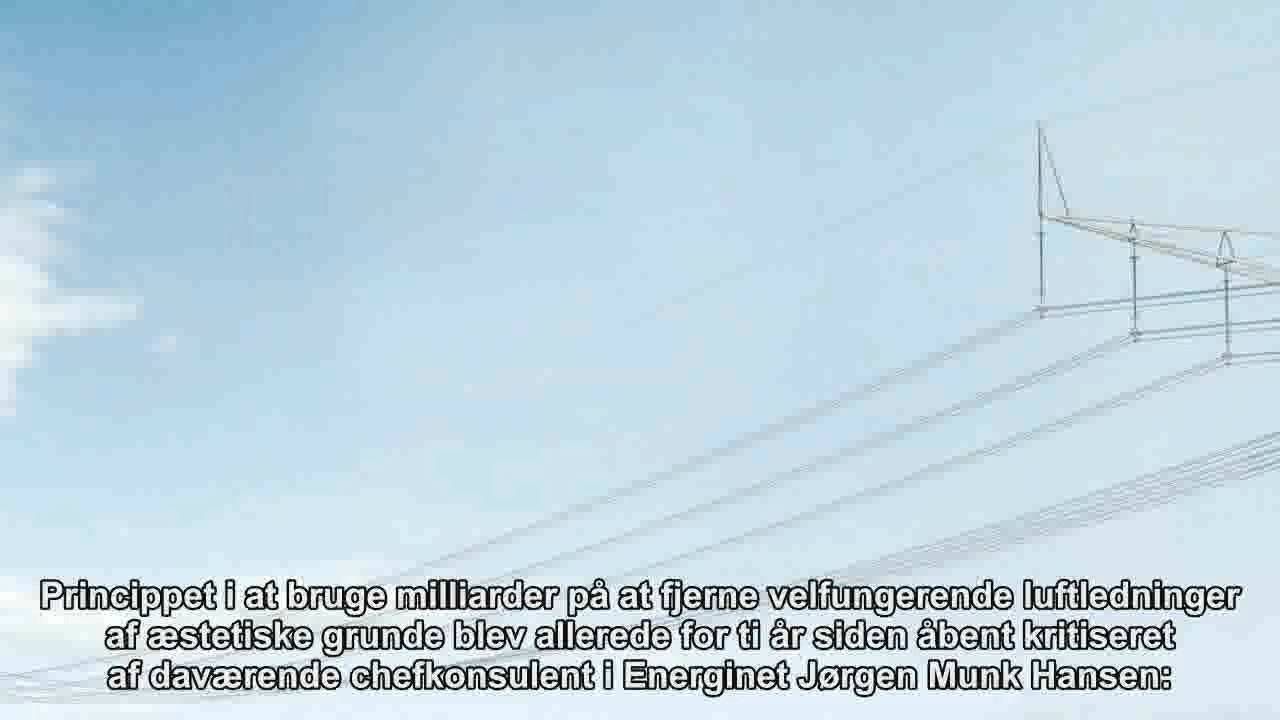 Princippet i at bruge milliarder på at fjerne velfungerende luftledninger
af æstetiske grunde blev allerede for ti år siden åbent kritiseret
af daværende chefkonsulent i Energinet Jørgen Munk Hansen: